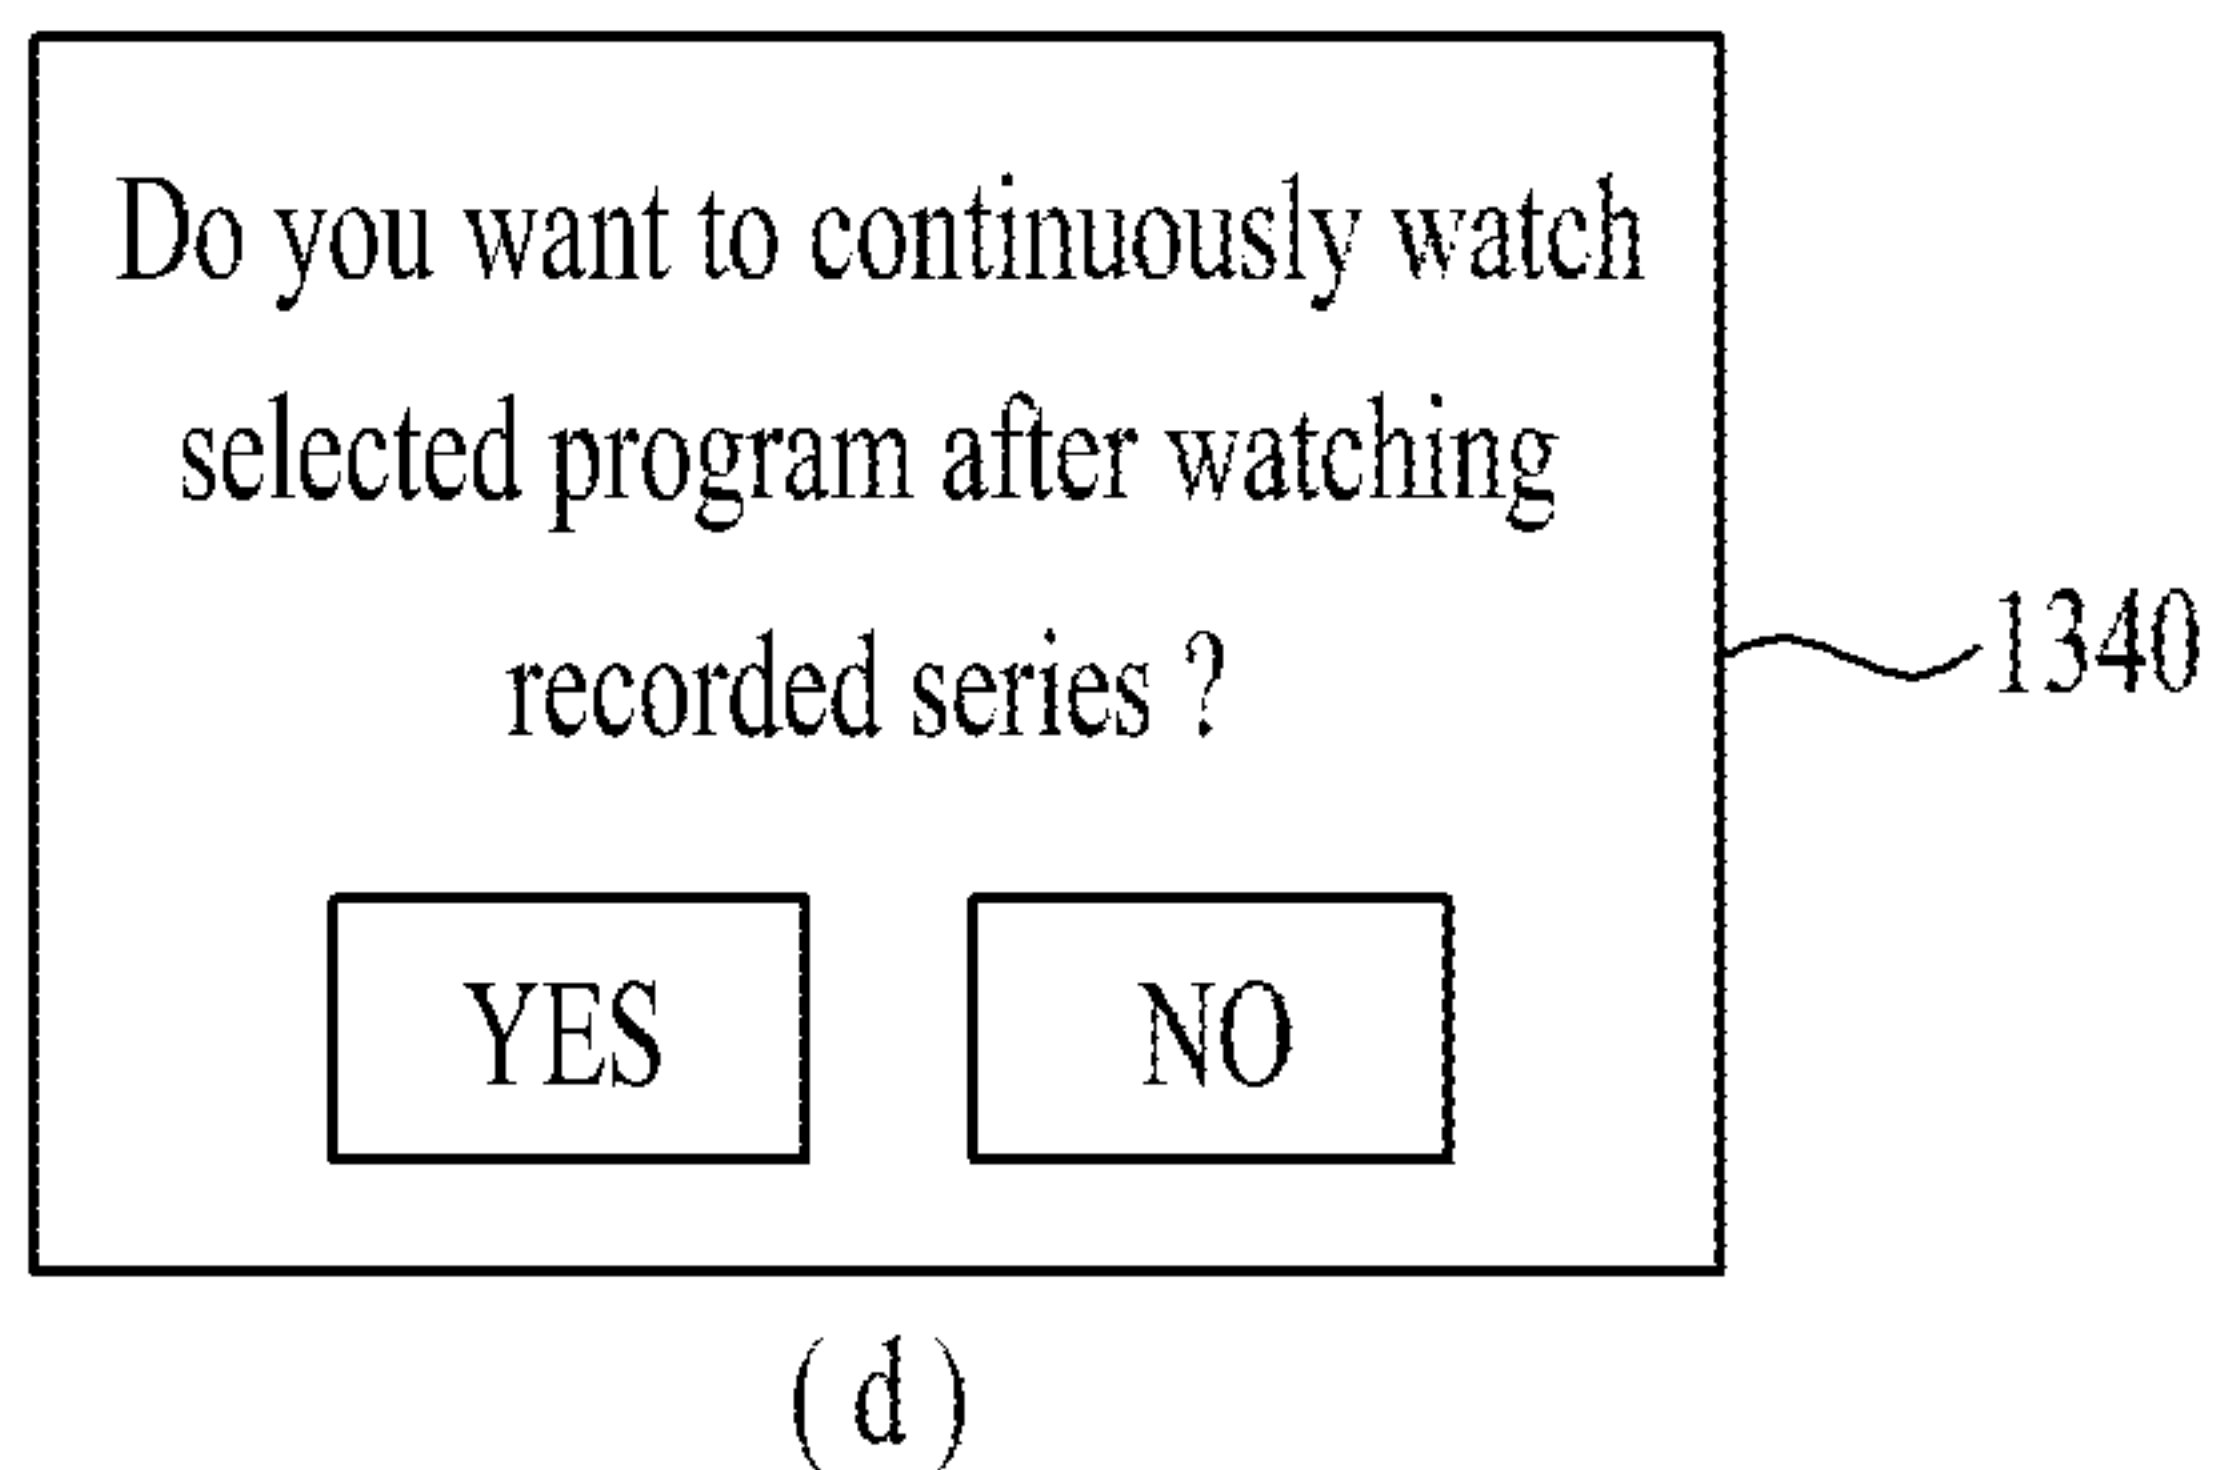 Do you want to continuously watch
selected program after watching
recorded series ?
1340
YES NO
( d )